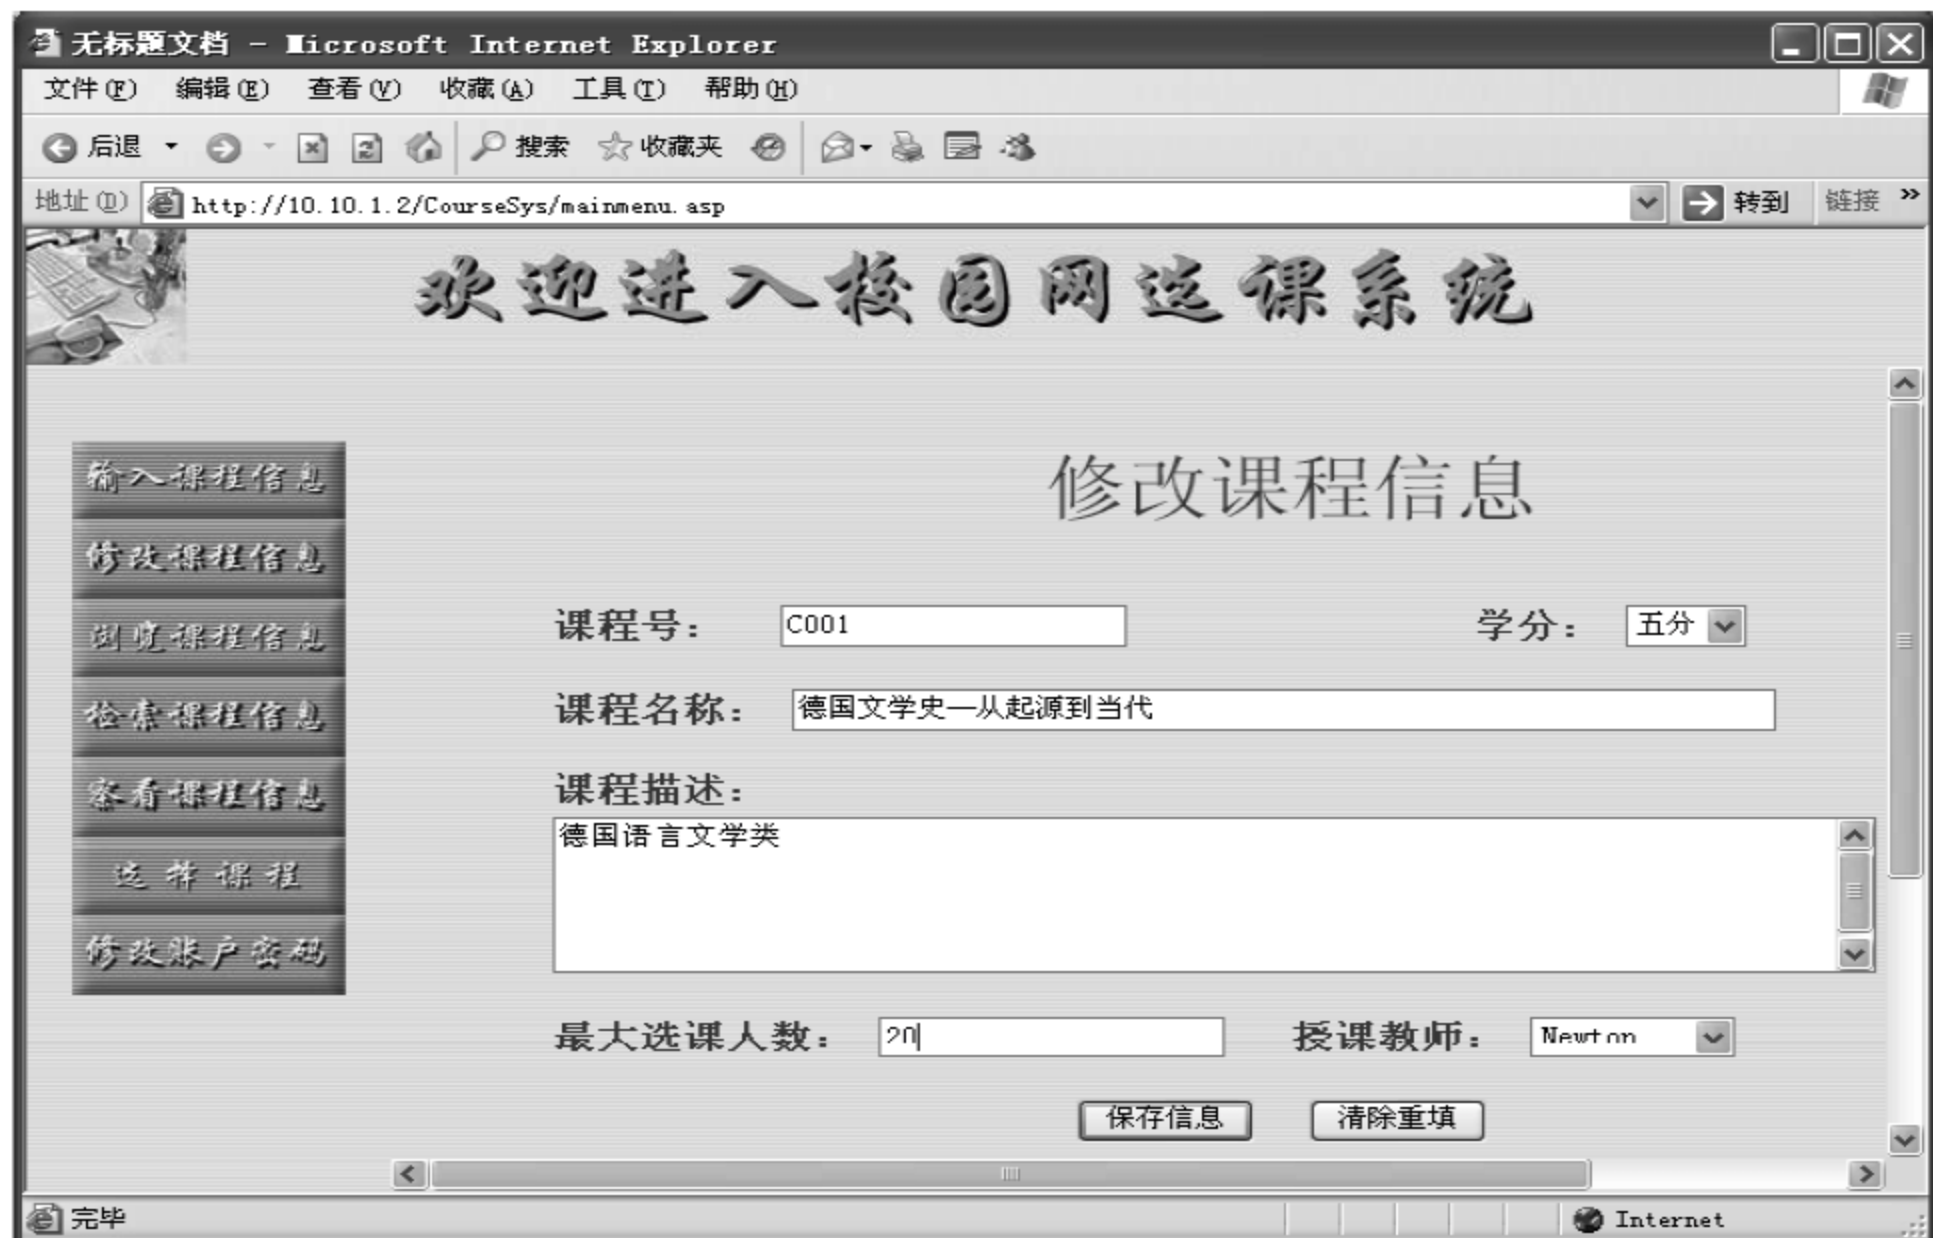 无标题文档 - Microsoft Internet Explorer
文件(F) 编辑(E) 查看(V) 收藏(A) 工具(T) 帮助(H)
后退 搜索 收藏夹
地址(D) http://10.10.1.2/CourseSys/mainmenu.asp 转到 链接 »
欢迎进入校园网选课系统
修改课程信息
输入课程信息
修改课程信息
浏览课程信息
检索课程信息
察看课程信息
选择课程
修改账户密码
课程号： C001 学分： 五分
课程名称： 德国文学史—从起源到当代
课程描述：
德国语言文学类
最大选课人数： 20 授课教师： Newton
保存信息 清除重填
完毕 Internet